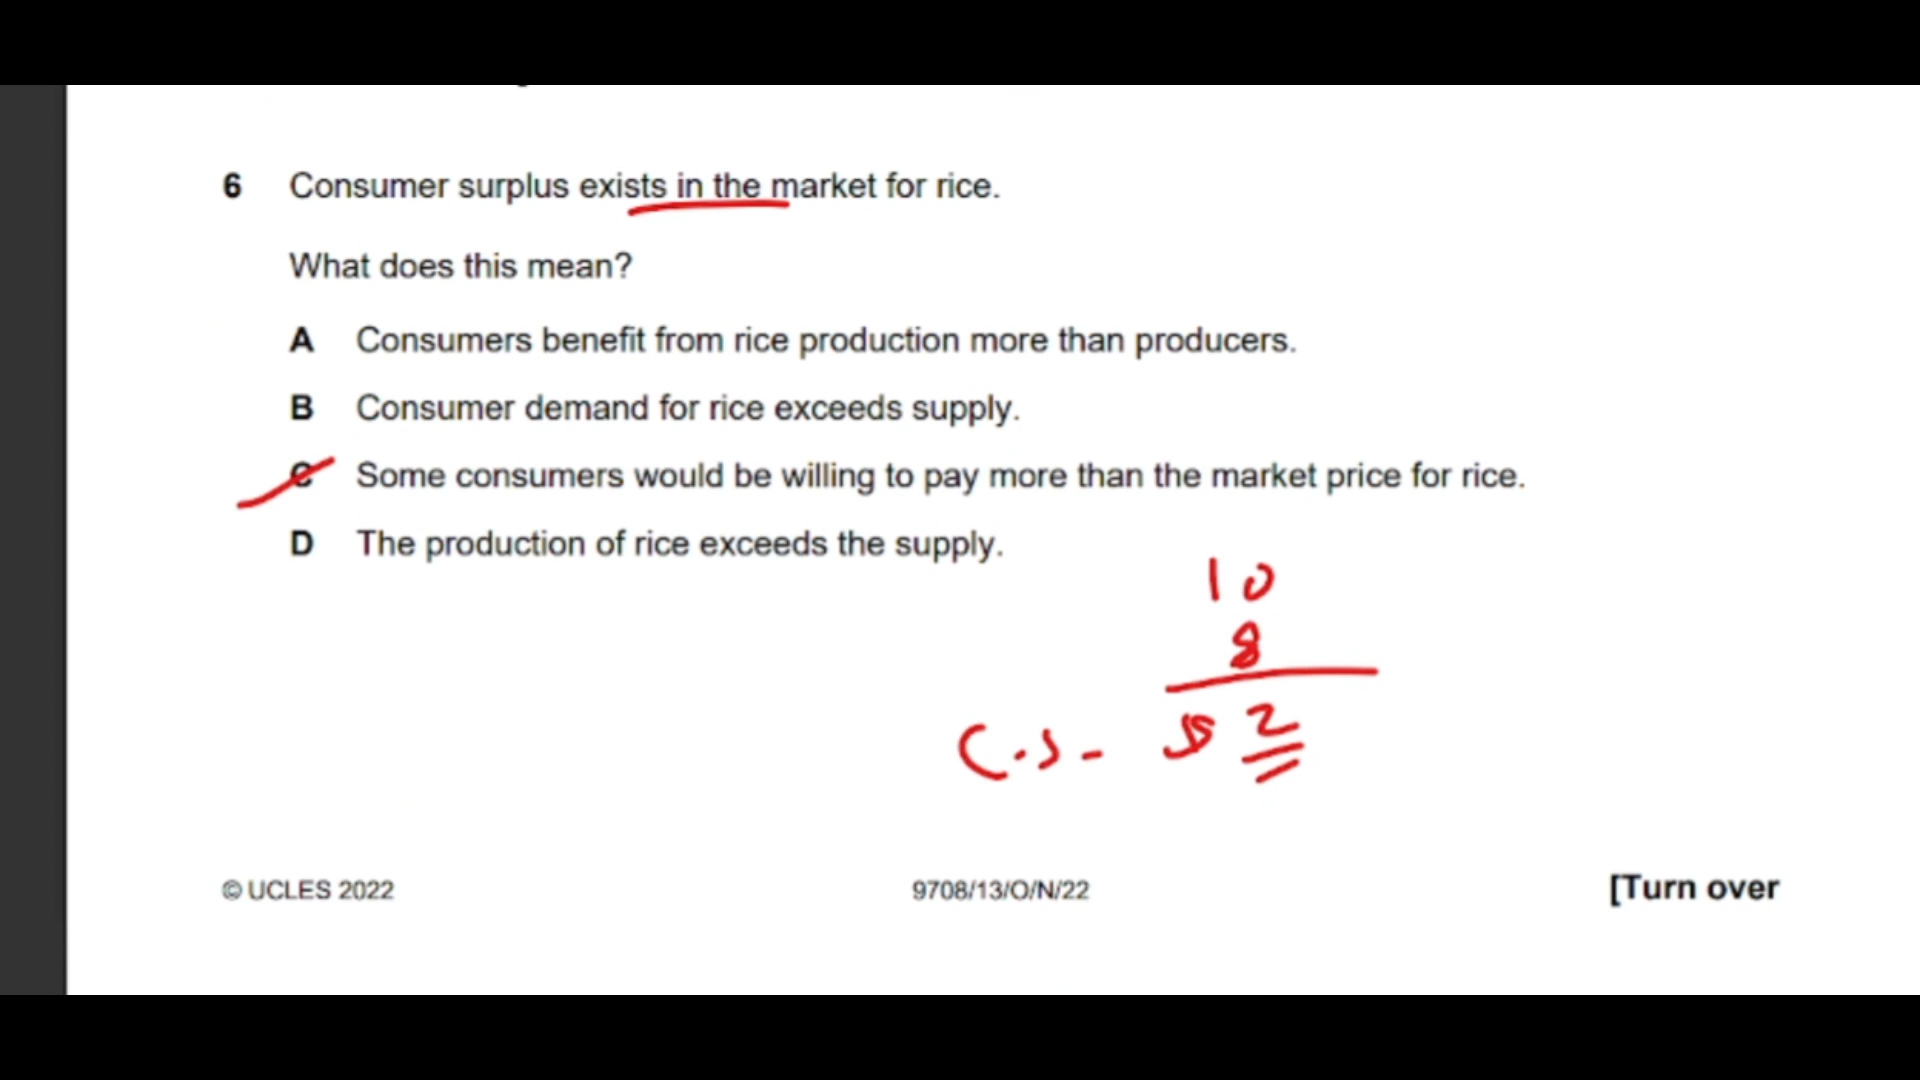 6 Consumer surplus exists in the market for rice.
What does this mean?
A Consumers benefit from rice production more than producers.
B Consumer demand for rice exceeds supply.
C Some consumers would be willing to pay more than the market price for rice.
D The production of rice exceeds the supply.
10
8
C.S - $ 2
© UCLES 2022 9708/13/O/N/22 [Turn over